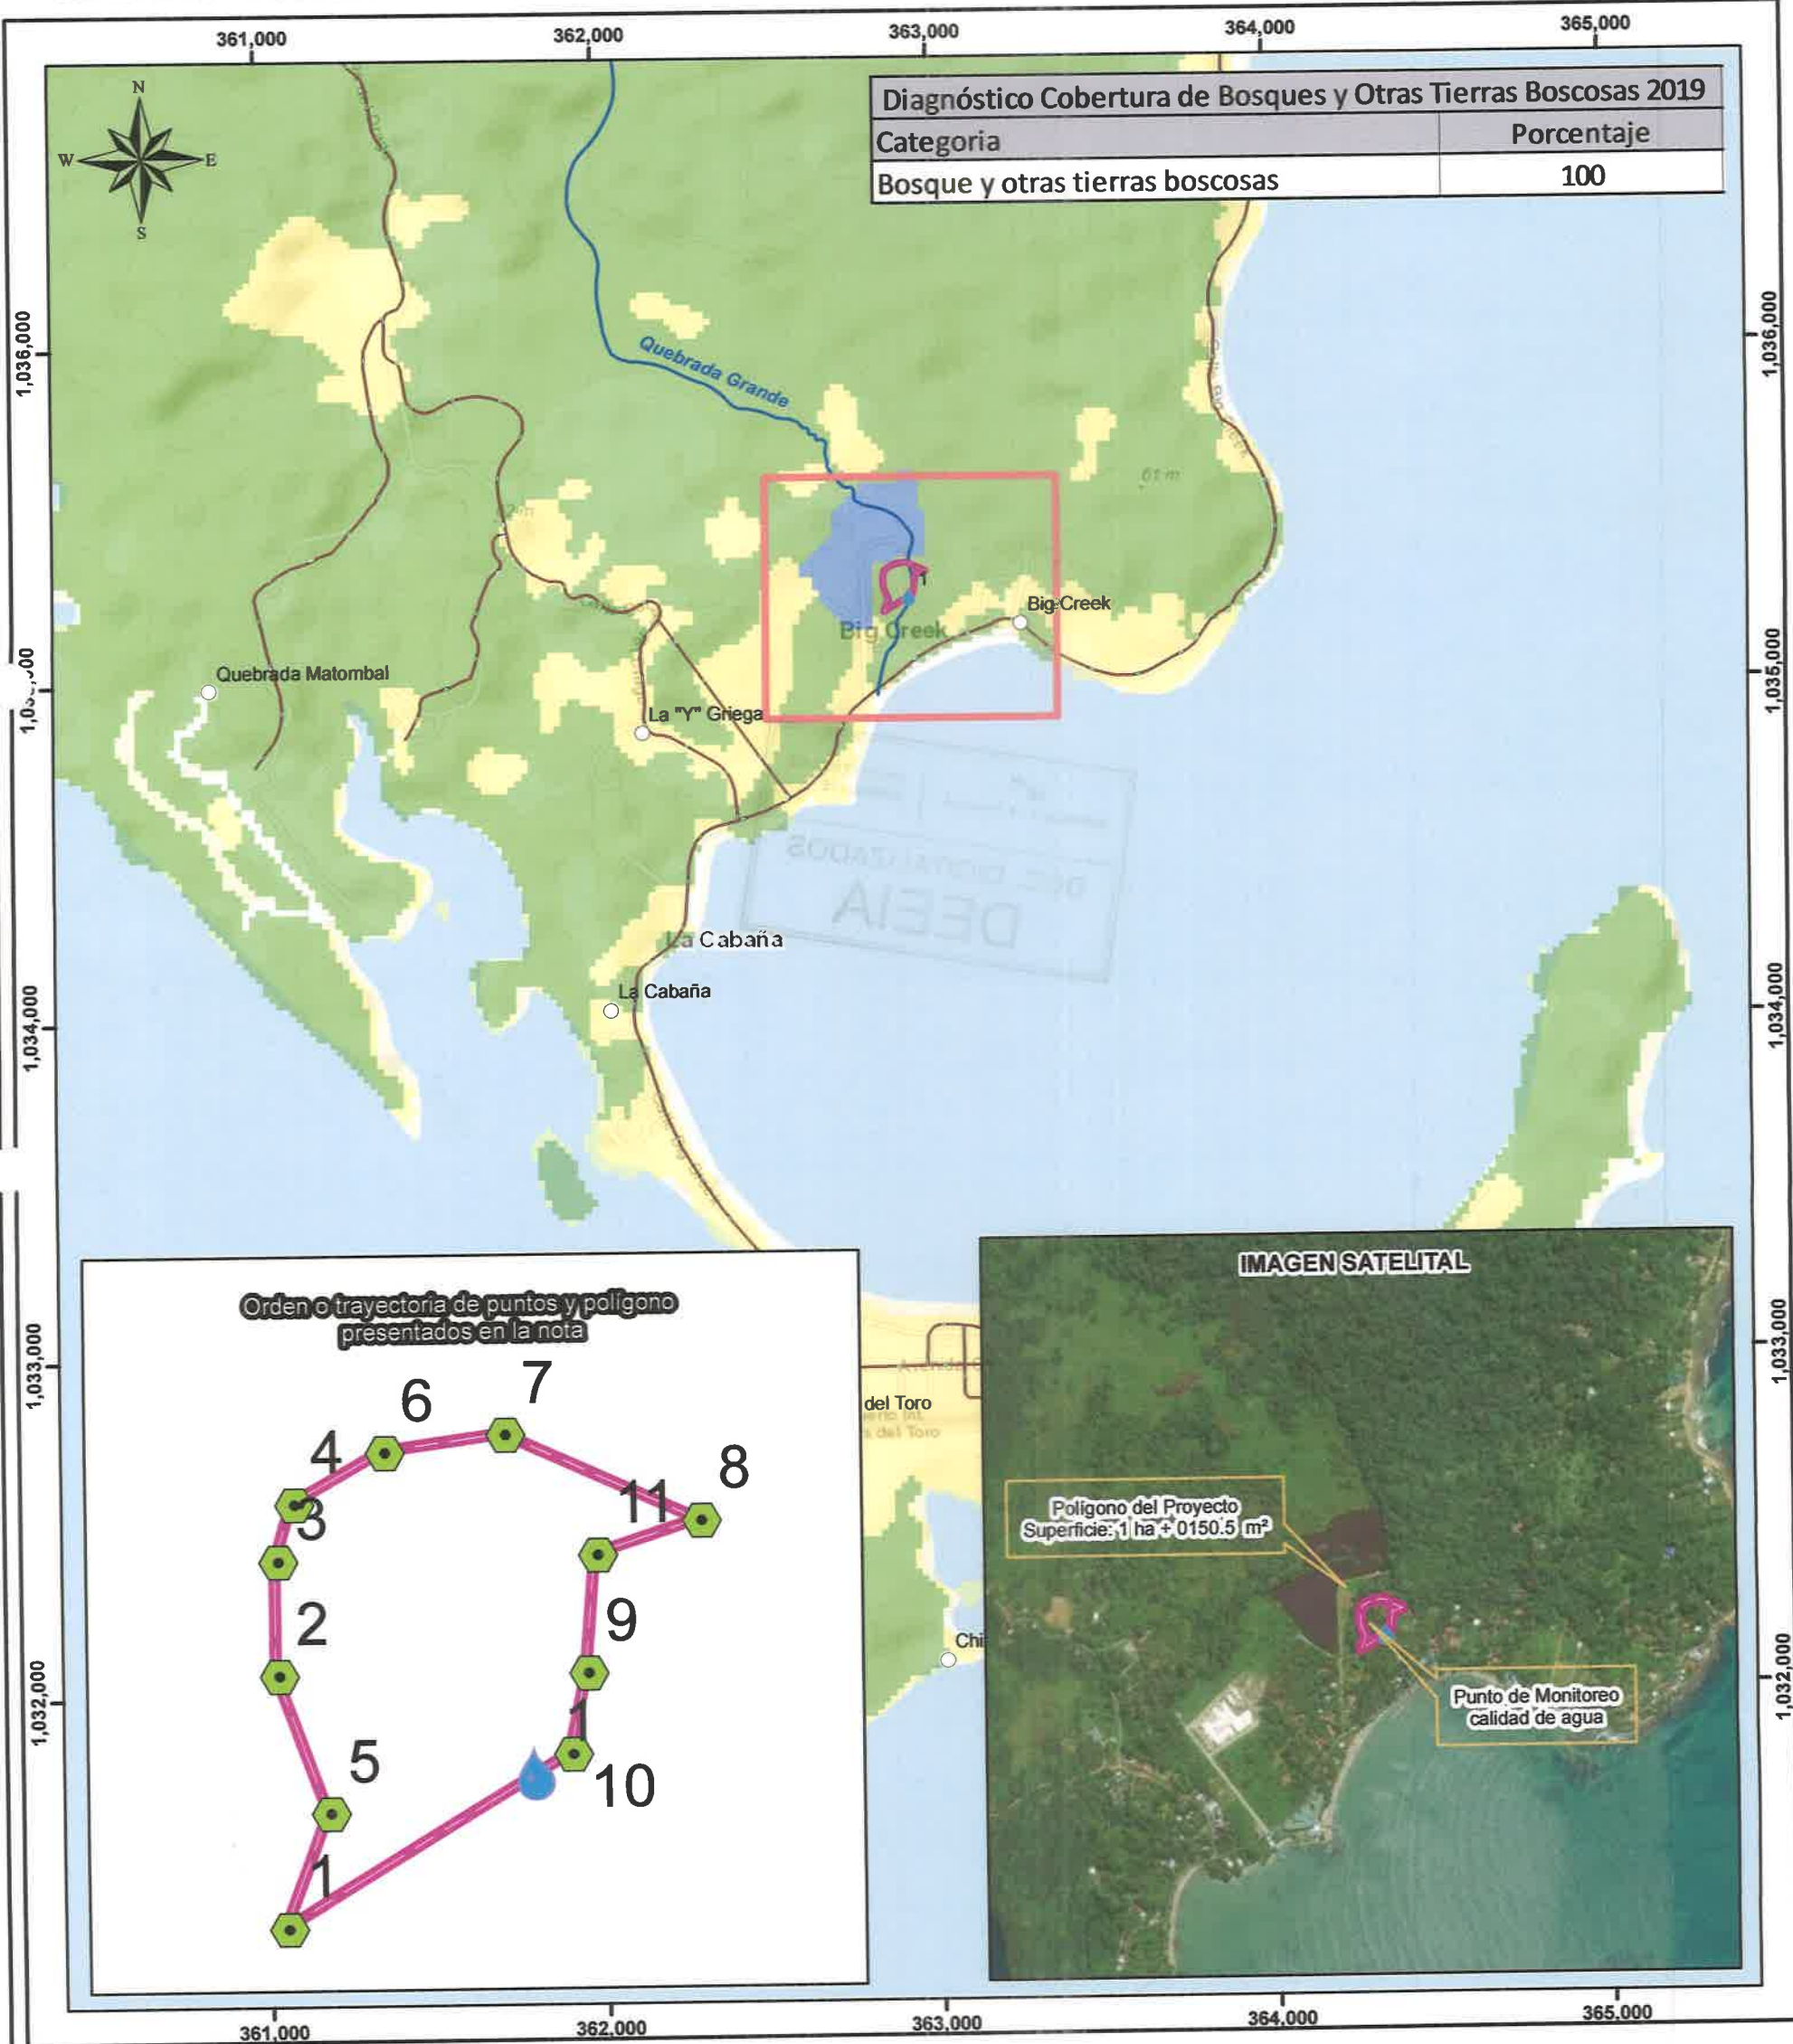 361,000
362,000
363,000
364,000
365,000
N
W
E
S
Diagnóstico Cobertura de Bosques y Otras Tierras Boscosas 2019
Categoria Porcentaje
Bosque y otras tierras boscosas 100
1,036,000
1,036,000
Quebrada Grande
61 m
1
Big Creek
Big Creek
1,035,000
Quebrada Matombal
La "Y" Griega
DOC. DIGITALIZADOS
DEEIA
La Cabaña
La Cabaña
1,034,000
1,034,000
Orden o trayectoria de puntos y polígono
presentados en la nota
7
6
4
8
11
3
2
9
1
5
10
1
1,033,000
1,033,000
del Toro
s del Toro
Chi
IMAGEN SATELITAL
Polígono del Proyecto
Superficie: 1 ha + 0150.5 m²
Punto de Monitoreo
calidad de agua
1,032,000
1,032,000
361,000
362,000
363,000
364,000
365,000